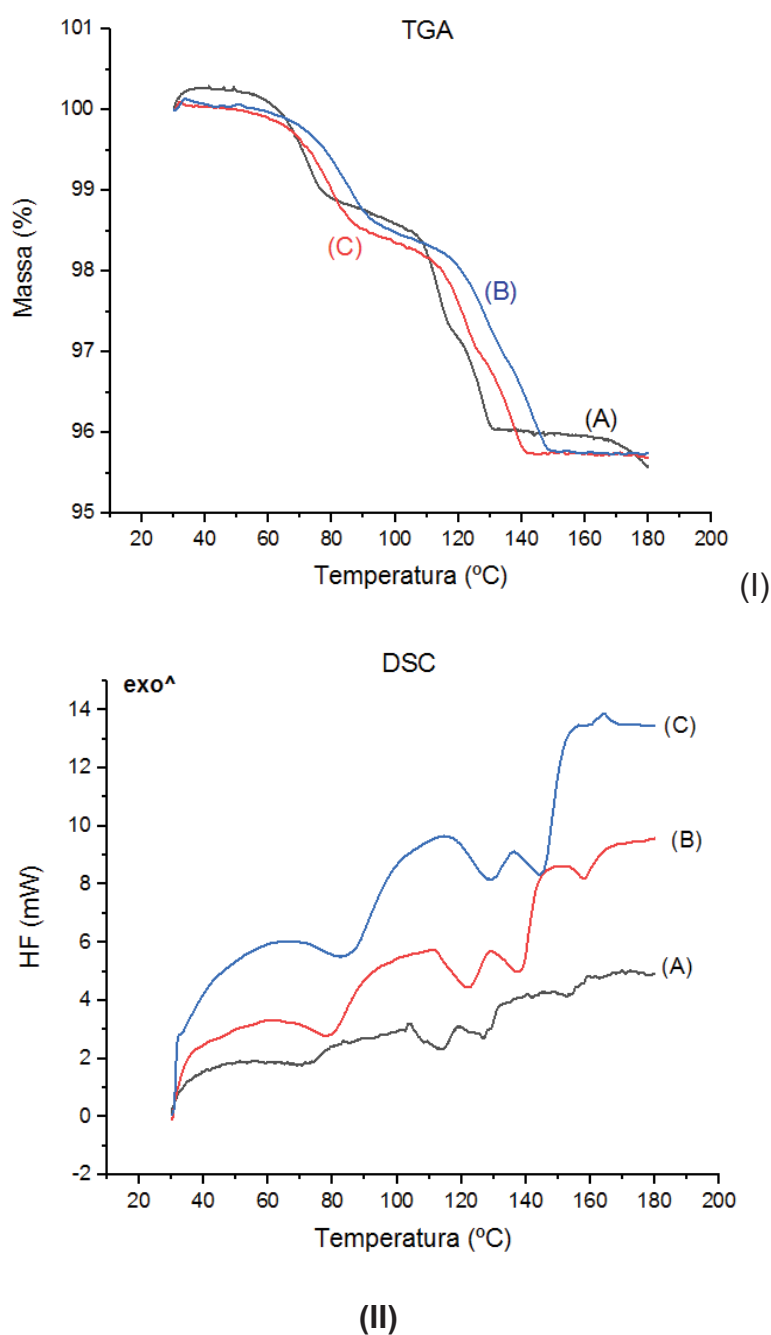 TGA
101
100
99
98
97
96
95
Massa (%)
(C)
(B)
(A)
20 40 60 80 100 120 140 160 180 200
Temperatura (ºC)
(I)
DSC
exo^
14
12
10
8
6
4
2
0
-2
HF (mW)
(C)
(B)
(A)
20 40 60 80 100 120 140 160 180 200
Temperatura (ºC)
(II)